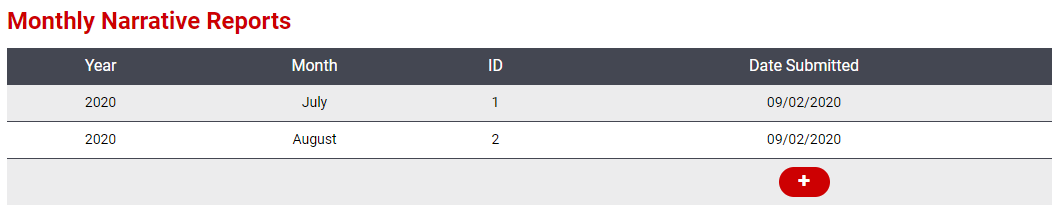 Monthly Narrative Reports
Year Month ID Date Submitted
2020 July 1 09/02/2020
2020 August 2 09/02/2020
+